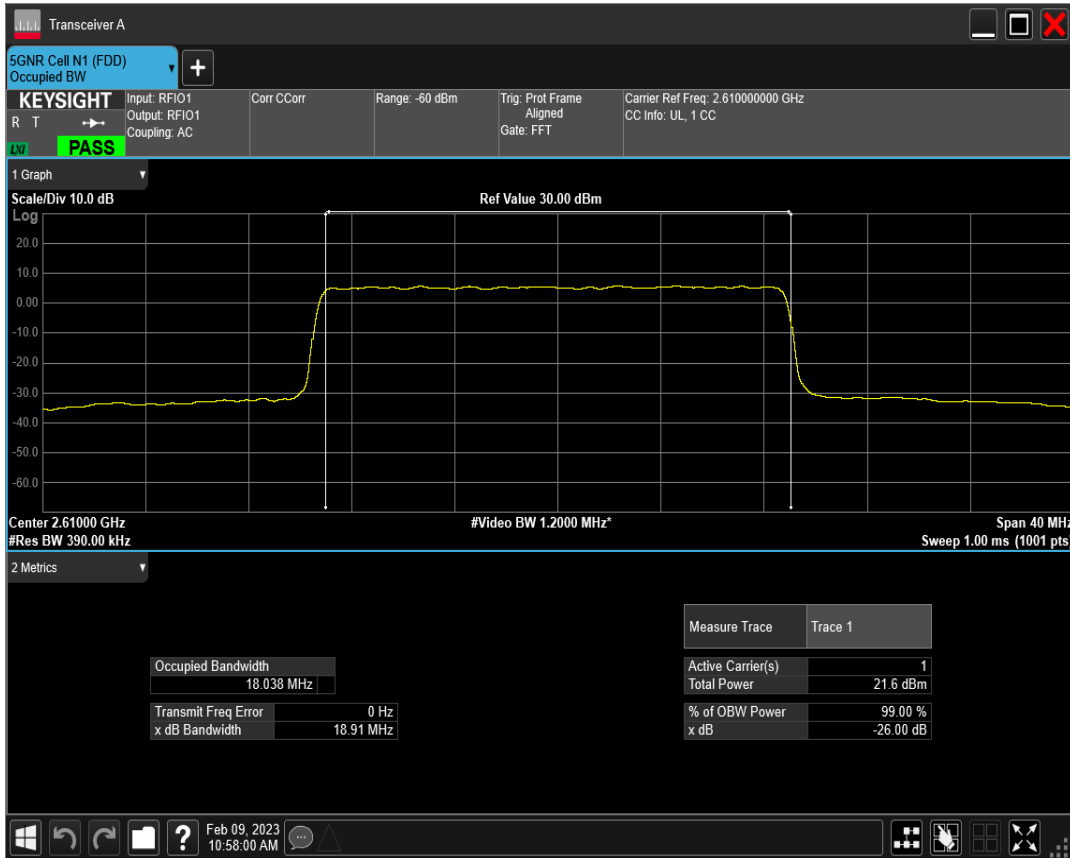 Transceiver A
5GNR Cell N1 (FDD)
Occupied BW
+
KEYSIGHT
R T
LXI
PASS
Input: RFIO1
Output: RFIO1
Coupling: AC
Corr CCorr
Range: -60 dBm
Trig: Prot Frame
Aligned
Gate: FFT
Carrier Ref Freq: 2.610000000 GHz
CC Info: UL, 1 CC
1 Graph
Scale/Div 10.0 dB
Ref Value 30.00 dBm
Log
20.0
10.0
0.00
-10.0
-20.0
-30.0
-40.0
-50.0
-60.0
Center 2.61000 GHz
#Video BW 1.2000 MHz*
Span 40 MHz
#Res BW 390.00 kHz
Sweep 1.00 ms (1001 pts)
2 Metrics
Measure Trace Trace 1
Occupied Bandwidth
18.038 MHz
Active Carrier(s) 1
Total Power 21.6 dBm
Transmit Freq Error 0 Hz
x dB Bandwidth 18.91 MHz
% of OBW Power 99.00 %
x dB -26.00 dB
?
Feb 09, 2023
10:58:00 AM